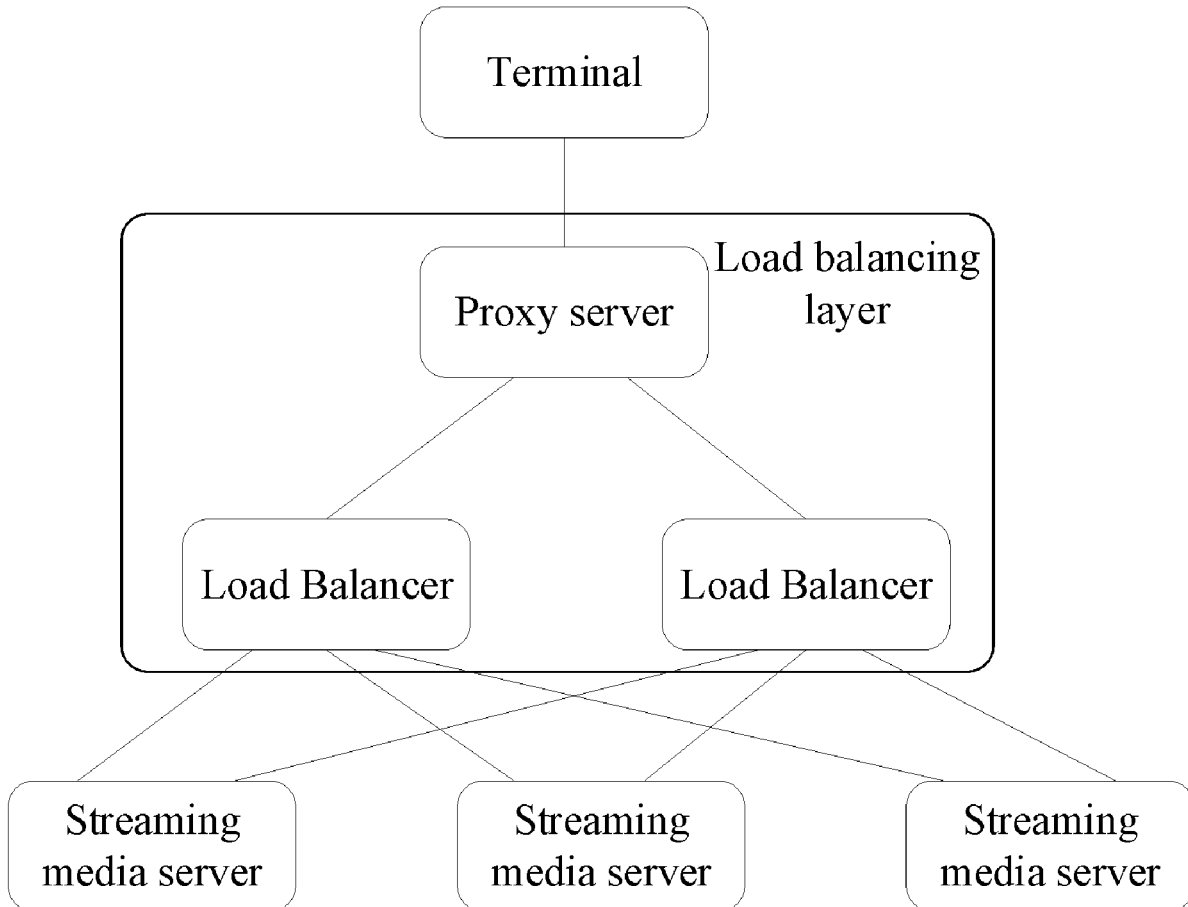 Terminal
Load balancing
layer
Proxy server
Load Balancer
Load Balancer
Streaming
media server
Streaming
media server
Streaming
media server